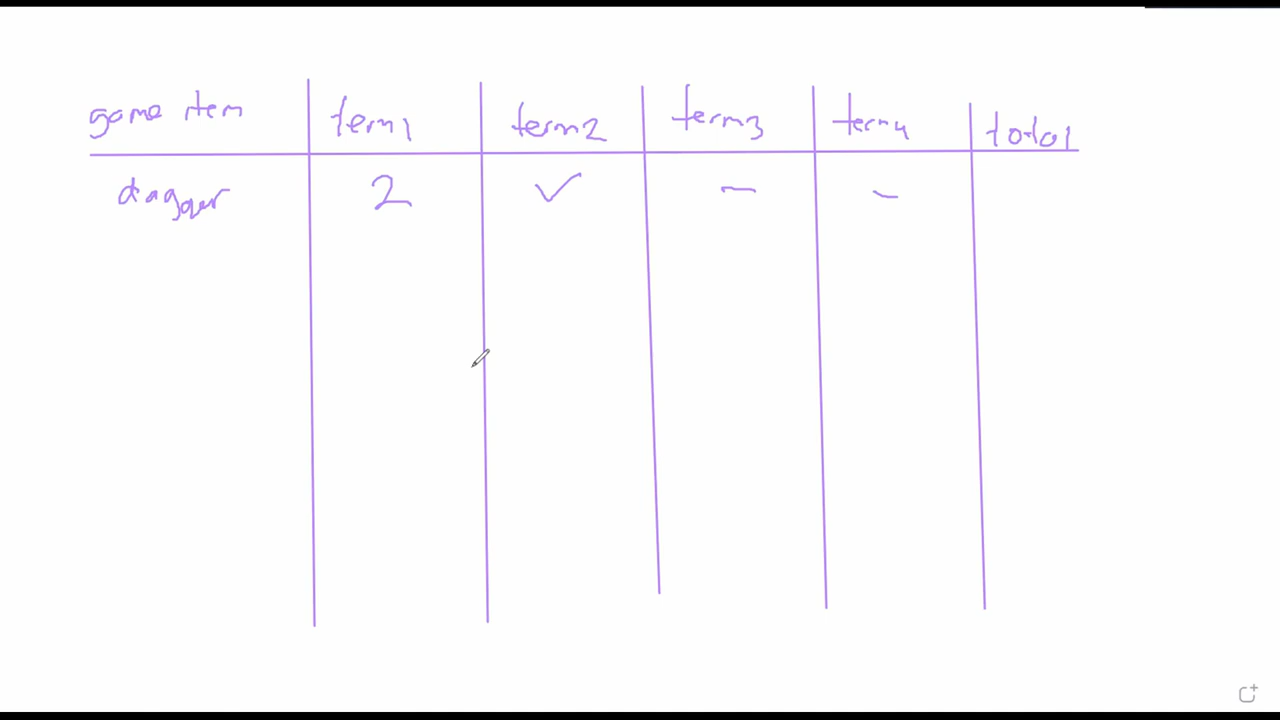 game item term1 term2 term3 term4 total
dagger 2 ✓ – –